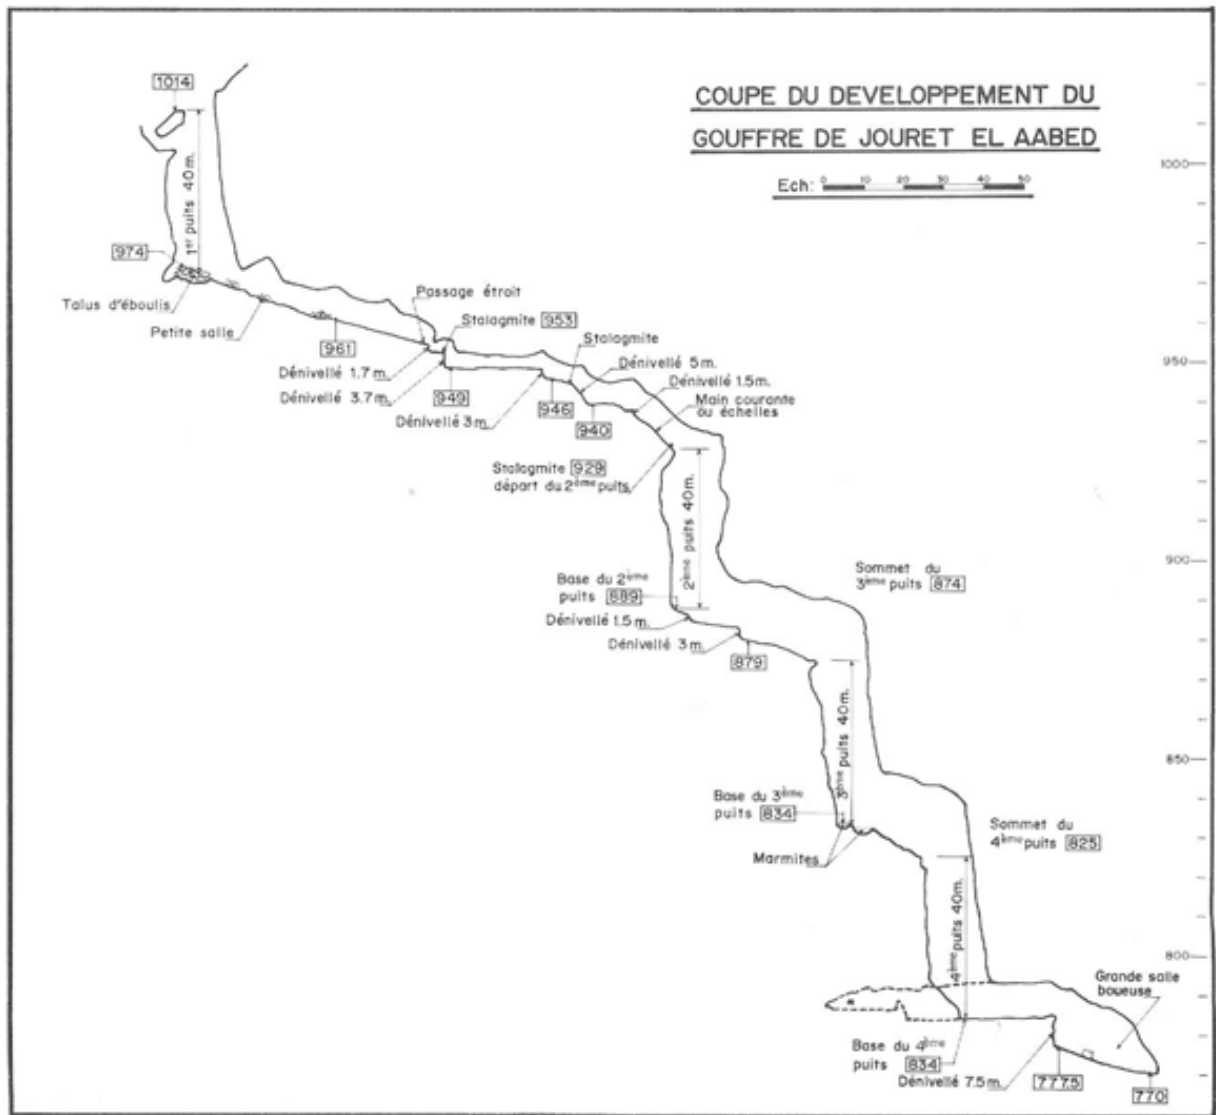 COUPE DU DEVELOPPEMENT DU
GOUFFRE DE JOURET EL AABED
Ech: 0 10 20 30 40 50
1014
1er puits 40m.
974
Talus d'éboulis
Petite salle
961
Passage étroit
Stalagmite 953
Dénivellé 1.7 m.
Dénivellé 3.7m.
949
Stalagmite
Dénivellé 5 m.
Dénivellé 1.5m.
Main courante
ou échelles
Dénivellé 3m.
946
940
Stalagmite 929
départ du 2ème puits
2ème puits 40m.
Base du 2ème
puits 889
Dénivellé 1.5 m.
Dénivellé 3m.
879
Sommet du
3ème puits 874
3ème puits 40m.
Base du 3ème
puits 834
Marmites
Sommet du
4ème puits 825
4ème puits 40m.
Grande salle
boueuse
Base du 4ème
puits 834
Dénivellé 7.5m.
777.5
770
1000
950
900
850
800